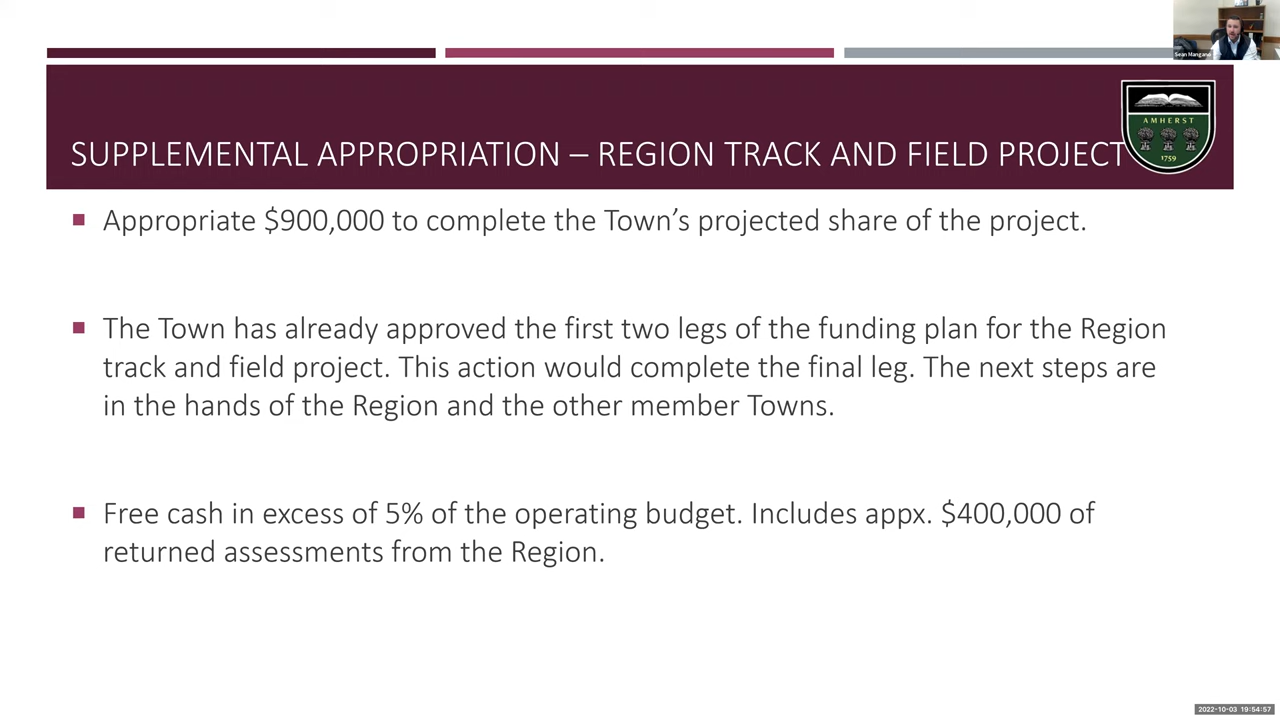 Sean Mangano
SUPPLEMENTAL APPROPRIATION – REGION TRACK AND FIELD PROJECT
AMHERST
1759
Appropriate $900,000 to complete the Town’s projected share of the project.
The Town has already approved the first two legs of the funding plan for the Region
track and field project. This action would complete the final leg. The next steps are
in the hands of the Region and the other member Towns.
Free cash in excess of 5% of the operating budget. Includes appx. $400,000 of
returned assessments from the Region.
2022-10-03 19:54:57